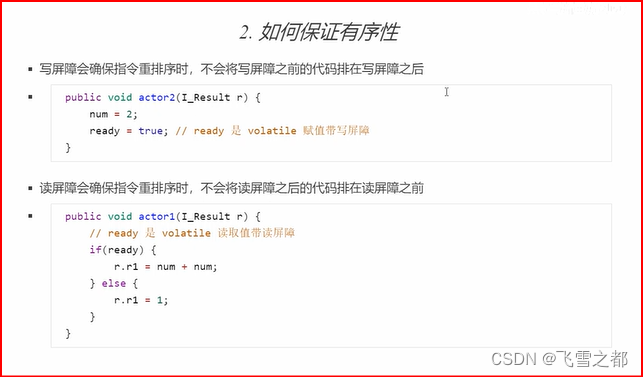 2. 如何保证有序性
写屏障会确保指令重排序时，不会将写屏障之前的代码排在写屏障之后
public void actor2(I_Result r) {
num = 2;
ready = true; // ready 是 volatile 赋值带写屏障
}
读屏障会确保指令重排序时，不会将读屏障之后的代码排在读屏障之前
public void actor1(I_Result r) {
// ready 是 volatile 读取值带读屏障
if(ready) {
r.r1 = num + num;
} else {
r.r1 = 1;
}
}
CSDN @飞雪之都